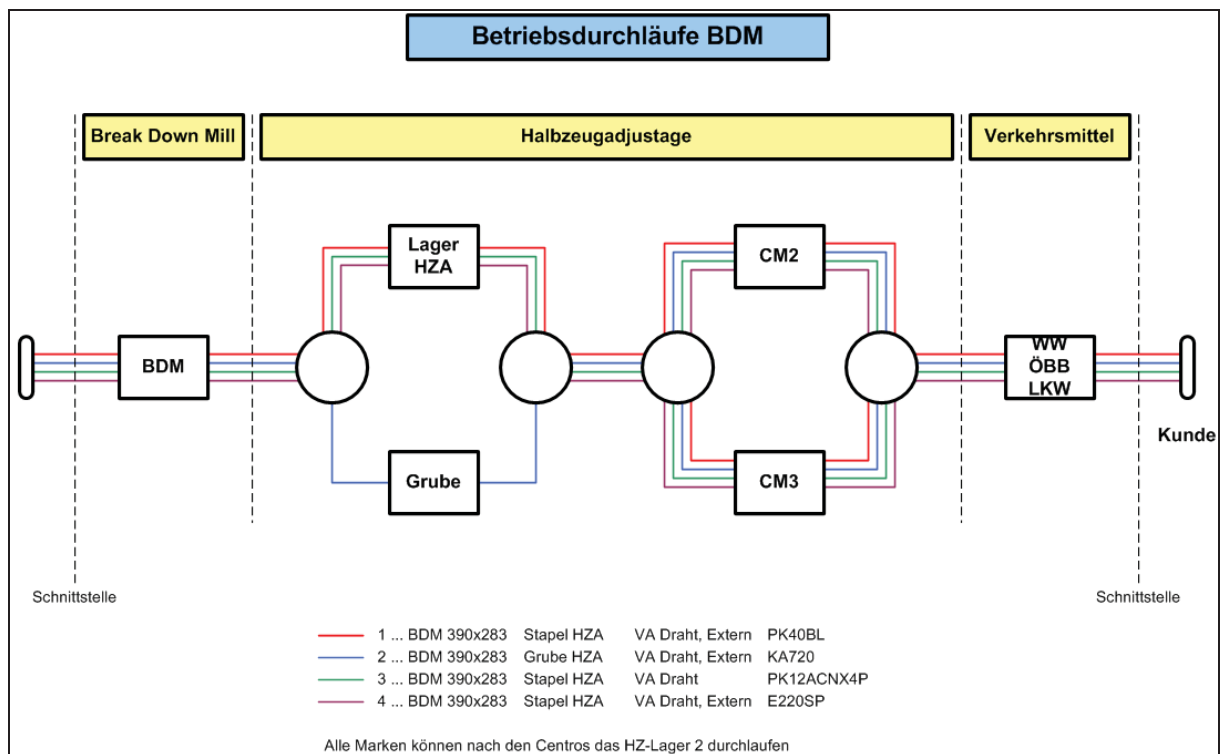 Betriebsdurchläufe BDM
Break Down Mill
Halbzeugadjustage
Verkehrsmittel
Lager
HZA
CM2
BDM
WW
ÖBB
LKW
Kunde
Grube
CM3
Schnittstelle
Schnittstelle
1 ... BDM 390x283 Stapel HZA VA Draht, Extern PK40BL
2 ... BDM 390x283 Grube HZA VA Draht, Extern KA720
3 ... BDM 390x283 Stapel HZA VA Draht PK12ACNX4P
4 ... BDM 390x283 Stapel HZA VA Draht, Extern E220SP
Alle Marken können nach den Centros das HZ-Lager 2 durchlaufen